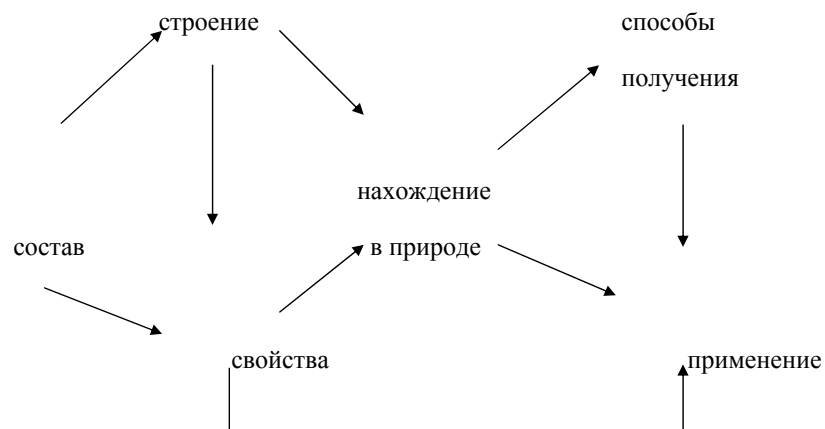 строение
способы
получения
нахождение
состав
в природе
свойства
применение